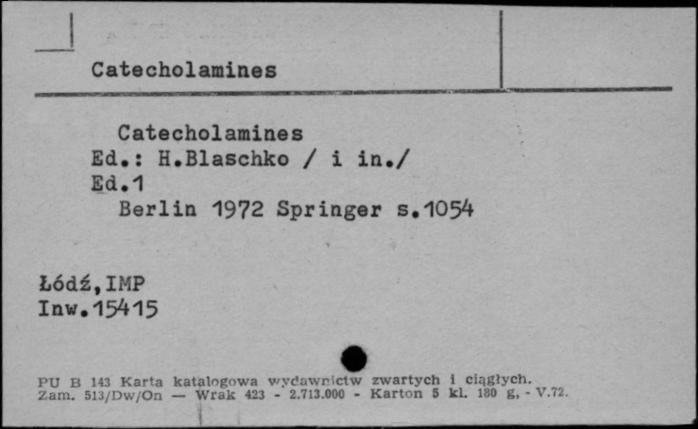 Catecholamines
Catecholamines
Ed.: H.Blaschko / i in./
Ed.1
Berlin 1972 Springer s.1054
Łódź,IMP
Inw.15415
PU B 143 Karta katalogowa wydawnictw zwartych i ciągłych.
Zam. 513/Dw/On — Wrak 423 - 2.713.000 - Karton 5 kl. 180 g, - V.72.